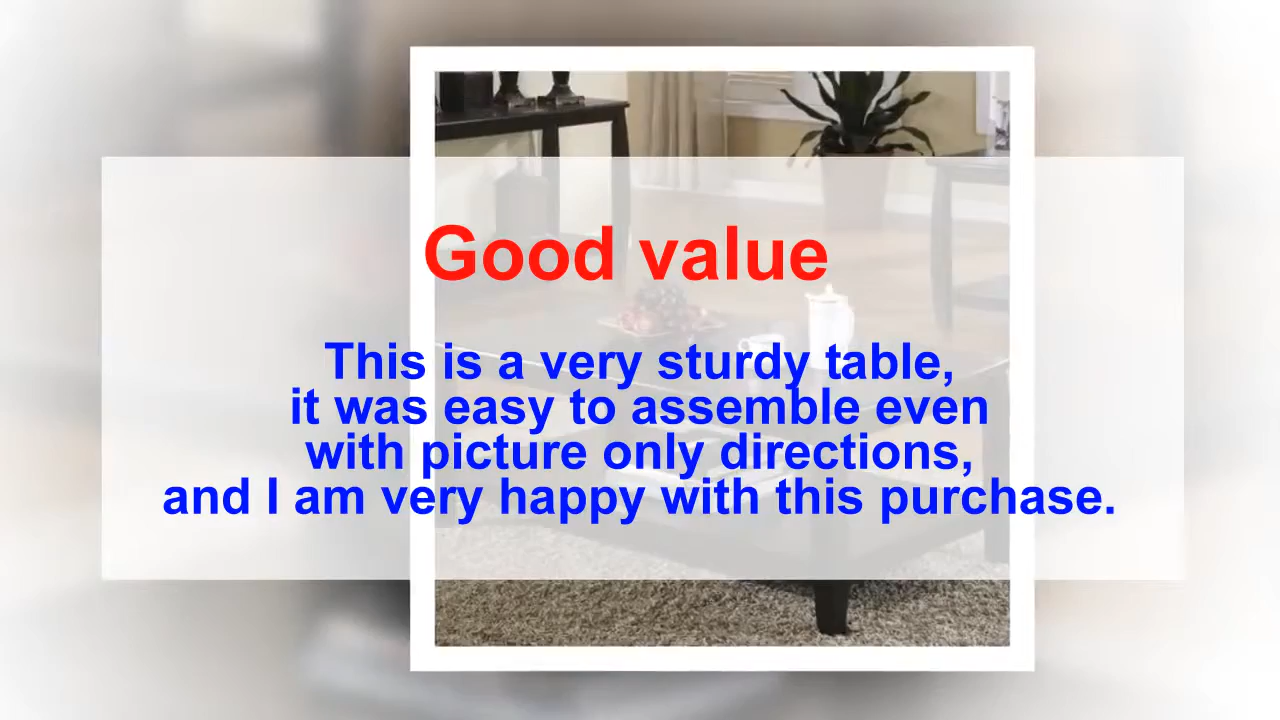 Good value
This is a very sturdy table,
it was easy to assemble even
with picture only directions,
and I am very happy with this purchase.